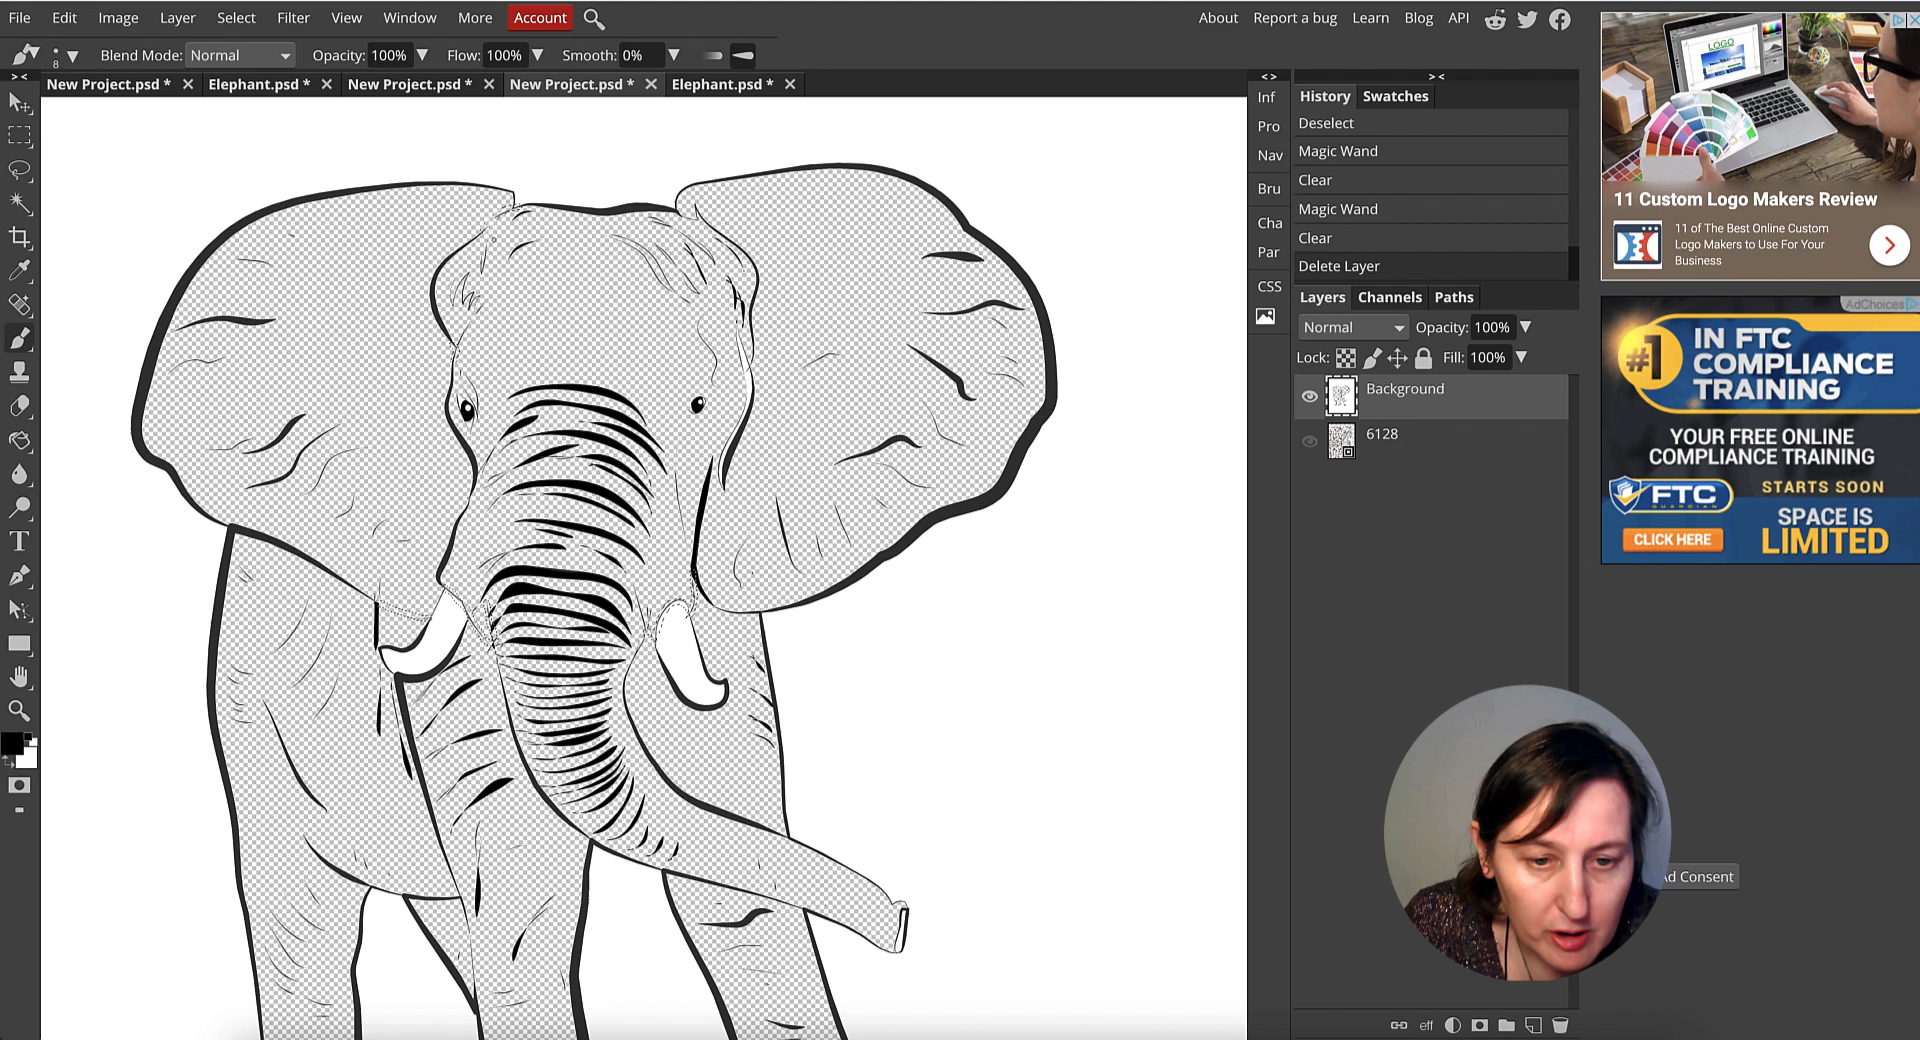 File Edit Image Layer Select Filter View Window More Account
About Report a bug Learn Blog API
8 Blend Mode: Normal Opacity: 100% Flow: 100% Smooth: 0%
> < < > > <
New Project.psd * Elephant.psd * New Project.psd * New Project.psd * Elephant.psd *
Inf
Pro
Nav
Bru
Cha
Par
CSS
History Swatches
Deselect
Magic Wand
Clear
Magic Wand
Clear
Delete Layer
Layers Channels Paths
Normal Opacity: 100%
Lock: Fill: 100%
Background
6128
eff
LOGO
11 Custom Logo Makers Review
11 of The Best Online Custom
Logo Makers to Use For Your
Business
AdChoices
#1 IN FTC
COMPLIANCE
TRAINING
YOUR FREE ONLINE
COMPLIANCE TRAINING
FTC
GUARDIAN
STARTS SOON
SPACE IS
LIMITED
CLICK HERE
Ad Consent